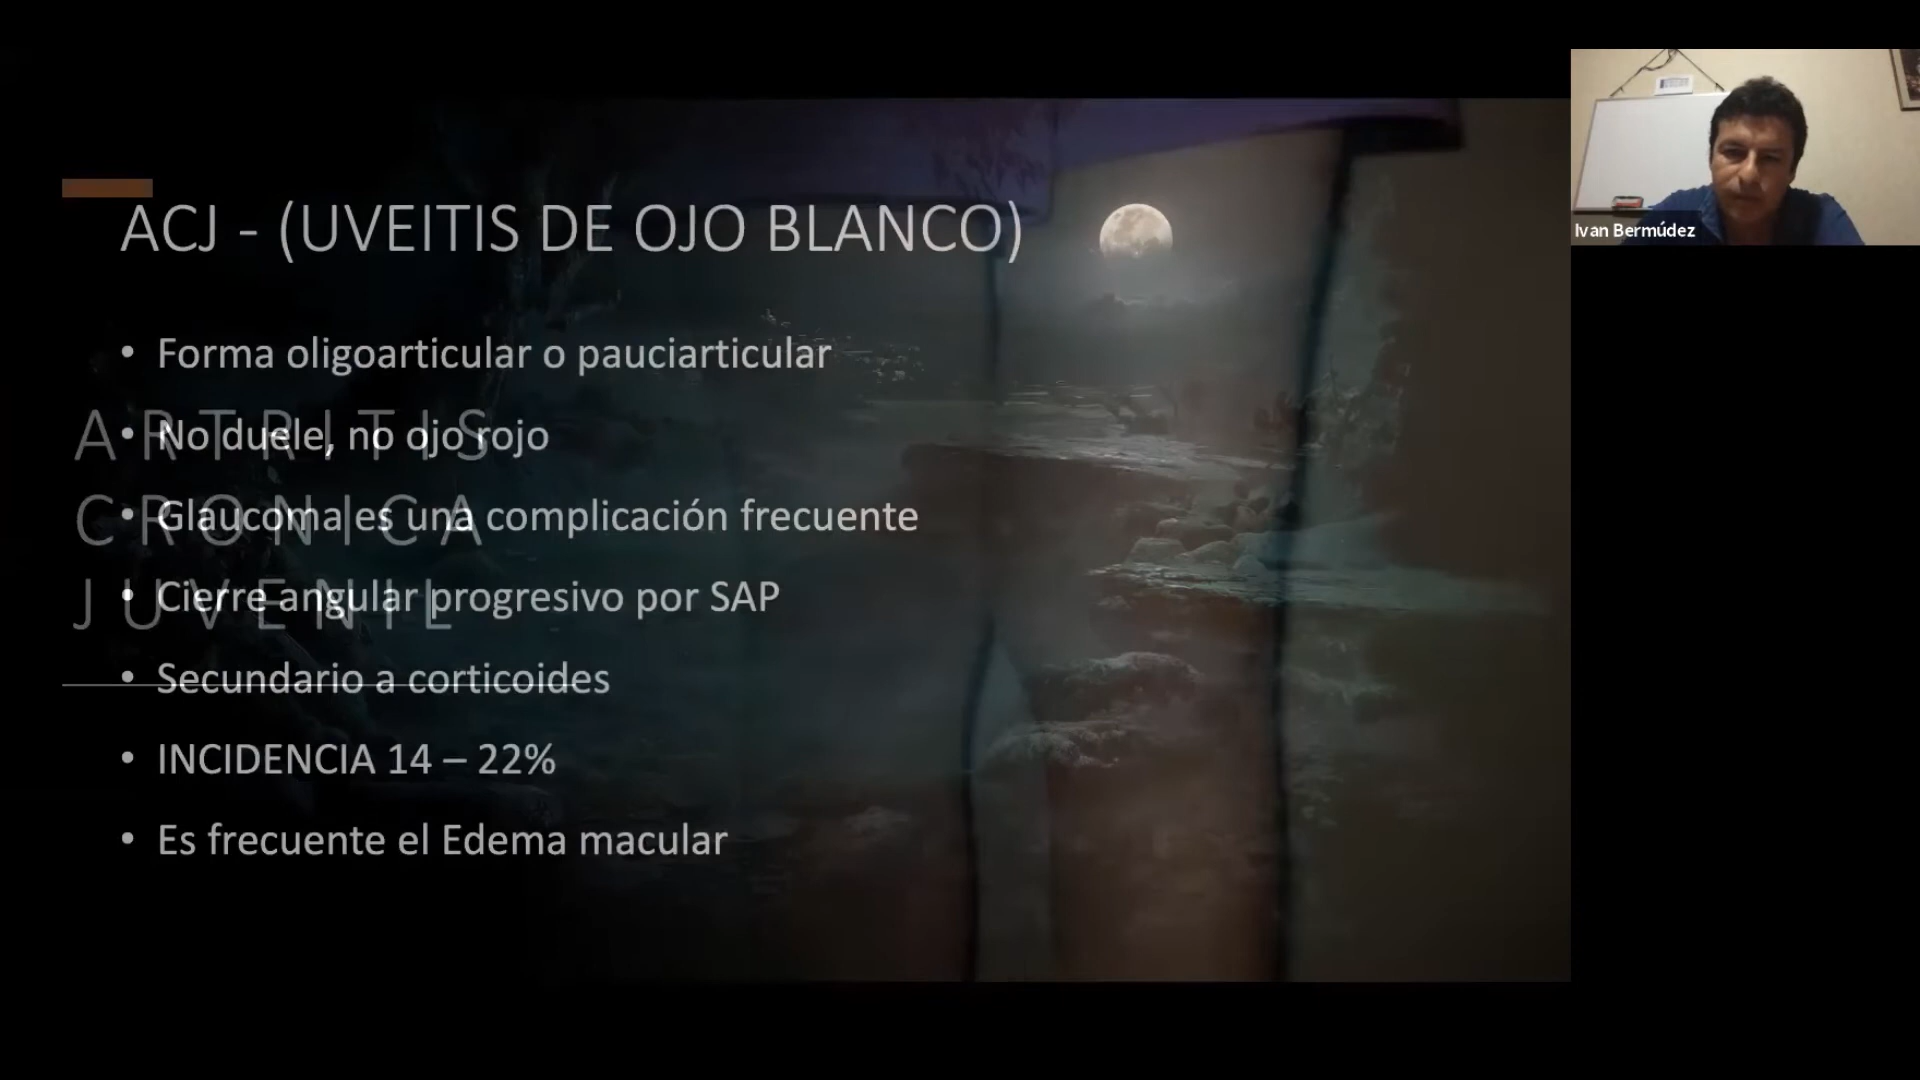 ACJ - (UVEITIS DE OJO BLANCO)
• Forma oligoarticular o pauciarticular
• No duele, no ojo rojo
• Glaucoma es una complicación frecuente
• Cierre angular progresivo por SAP
• Secundario a corticoides
• INCIDENCIA 14 – 22%
• Es frecuente el Edema macular
ARTRITIS
CRONICA
JUVENIL
Ivan Bermúdez